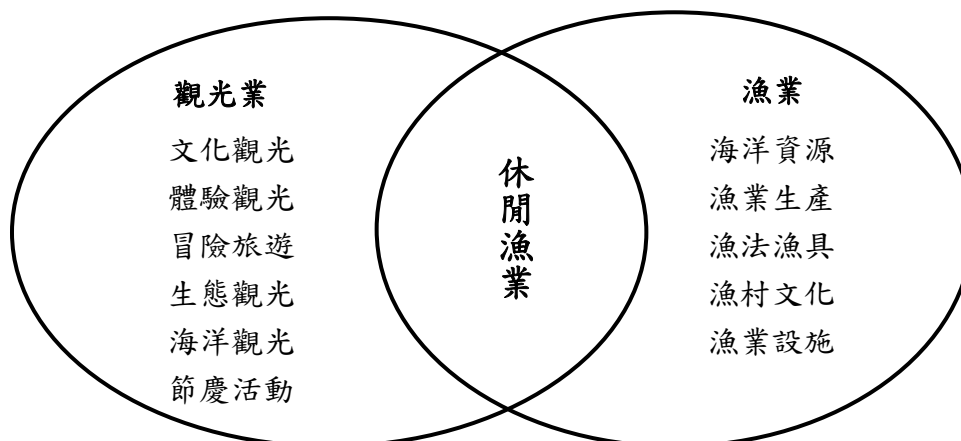 觀光業
文化觀光
體驗觀光
冒險旅遊
生態觀光
海洋觀光
節慶活動
休閒漁業
漁業
海洋資源
漁業生產
漁法漁具
漁村文化
漁業設施